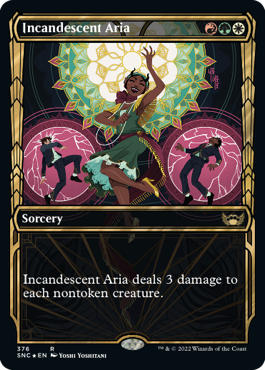 Incandescent Aria
Sorcery
Incandescent Aria deals 3 damage to
each nontoken creature.
376 R
SNC ★ EN Yoshi Yoshitani
™ & © 2022 Wizards of the Coast